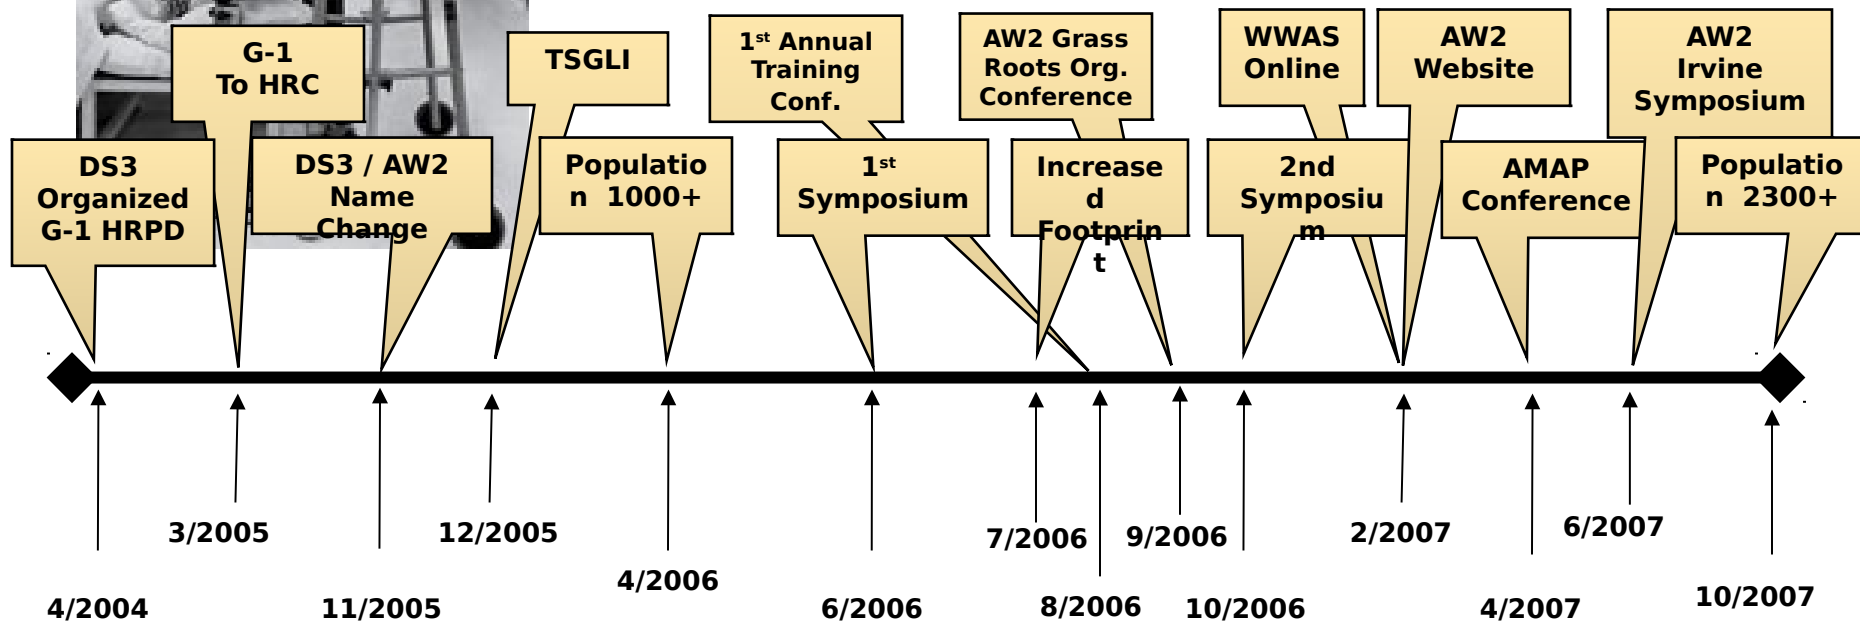 G-1
To HRC
TSGLI
1st Annual
Training
Conf.
AW2 Grass
Roots Org.
Conference
WWAS
Online
AW2
Website
AW2
Irvine
Symposium
DS3
Organized
G-1 HRPD
DS3 / AW2
Name
Change
Populatio
n 1000+
1st
Symposium
Increase
d
Footprin
t
2nd
Symposiu
m
AMAP
Conference
Populatio
n 2300+
3/2005
12/2005
7/2006
9/2006
2/2007
6/2007
4/2004
11/2005
4/2006
6/2006
8/2006
10/2006
4/2007
10/2007